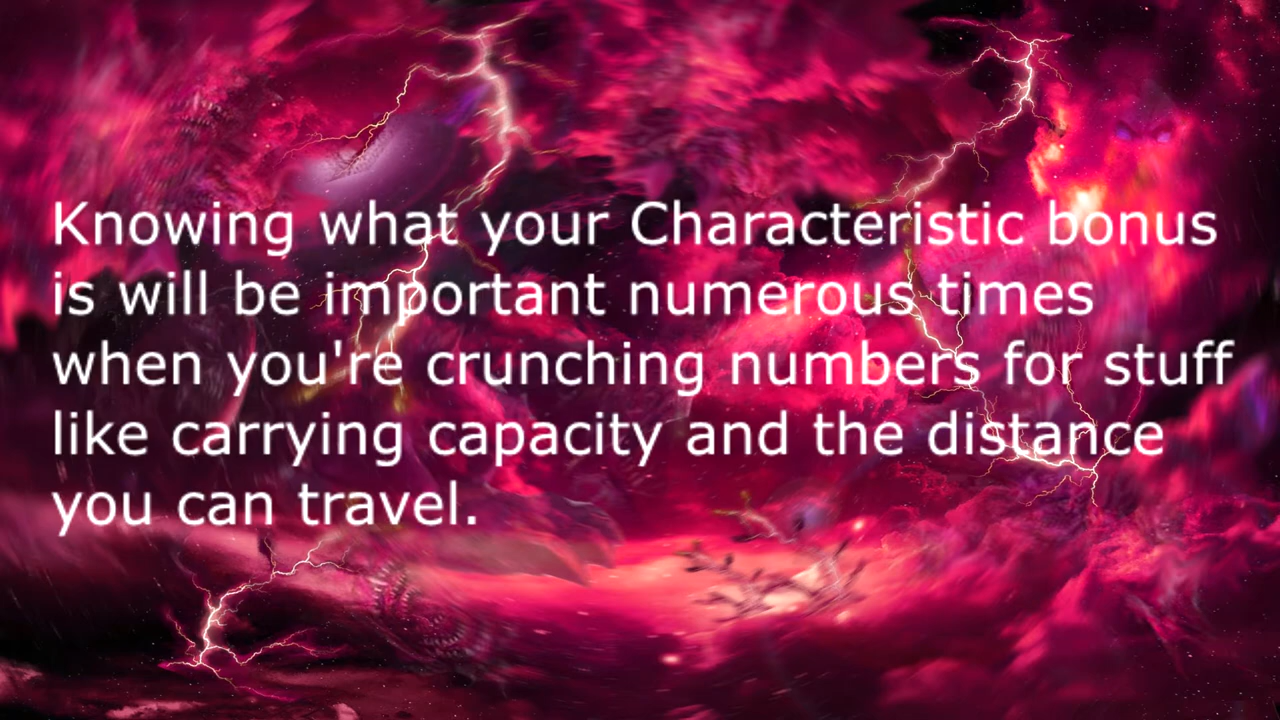 Knowing what your Characteristic bonus
is will be important numerous times
when you're crunching numbers for stuff
like carrying capacity and the distance
you can travel.